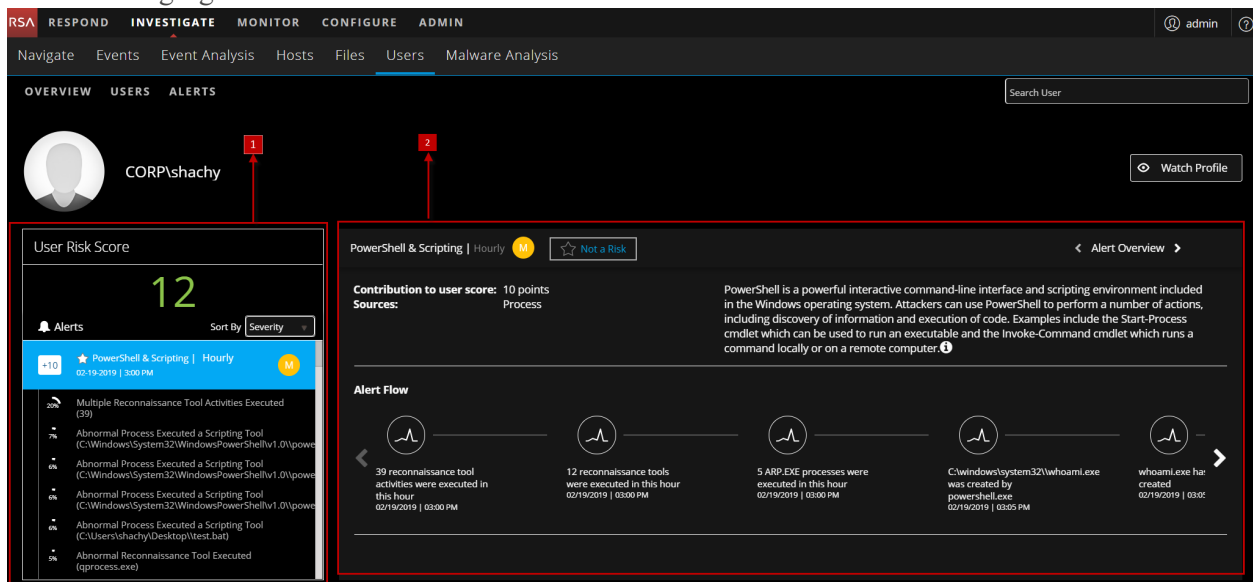 RSA RESPOND INVESTIGATE MONITOR CONFIGURE ADMIN admin ?
Navigate Events Event Analysis Hosts Files Users Malware Analysis
OVERVIEW USERS ALERTS Search User
1
2
CORP\shachy
Watch Profile
User Risk Score
12
Alerts Sort By Severity
+10 PowerShell & Scripting | Hourly M
02-19-2019 | 3:00 PM
20% Multiple Reconnaissance Tool Activities Executed
(39)
7% Abnormal Process Executed a Scripting Tool
(C:\Windows\System32\WindowsPowerShell\v1.0\\powe
6% Abnormal Process Executed a Scripting Tool
(C:\Windows\System32\WindowsPowerShell\v1.0\\powe
6% Abnormal Process Executed a Scripting Tool
(C:\Windows\System32\WindowsPowerShell\v1.0\\powe
6% Abnormal Process Executed a Scripting Tool
(C:\Users\shachy\Desktop\\test.bat)
5% Abnormal Reconnaissance Tool Executed
(qprocess.exe)
PowerShell & Scripting | Hourly M Not a Risk Alert Overview
Contribution to user score: 10 points
Sources: Process
PowerShell is a powerful interactive command-line interface and scripting environment included
in the Windows operating system. Attackers can use PowerShell to perform a number of actions,
including discovery of information and execution of code. Examples include the Start-Process
cmdlet which can be used to run an executable and the Invoke-Command cmdlet which runs a
command locally or on a remote computer.
Alert Flow
39 reconnaissance tool
activities were executed in
this hour
02/19/2019 | 03:00 PM
12 reconnaissance tools
were executed in this hour
02/19/2019 | 03:00 PM
5 ARP.EXE processes were
executed in this hour
02/19/2019 | 03:00 PM
C:\windows\system32\\whoami.exe
was created by
powershell.exe
02/19/2019 | 03:05 PM
whoami.exe has
created
02/19/2019 | 03:05